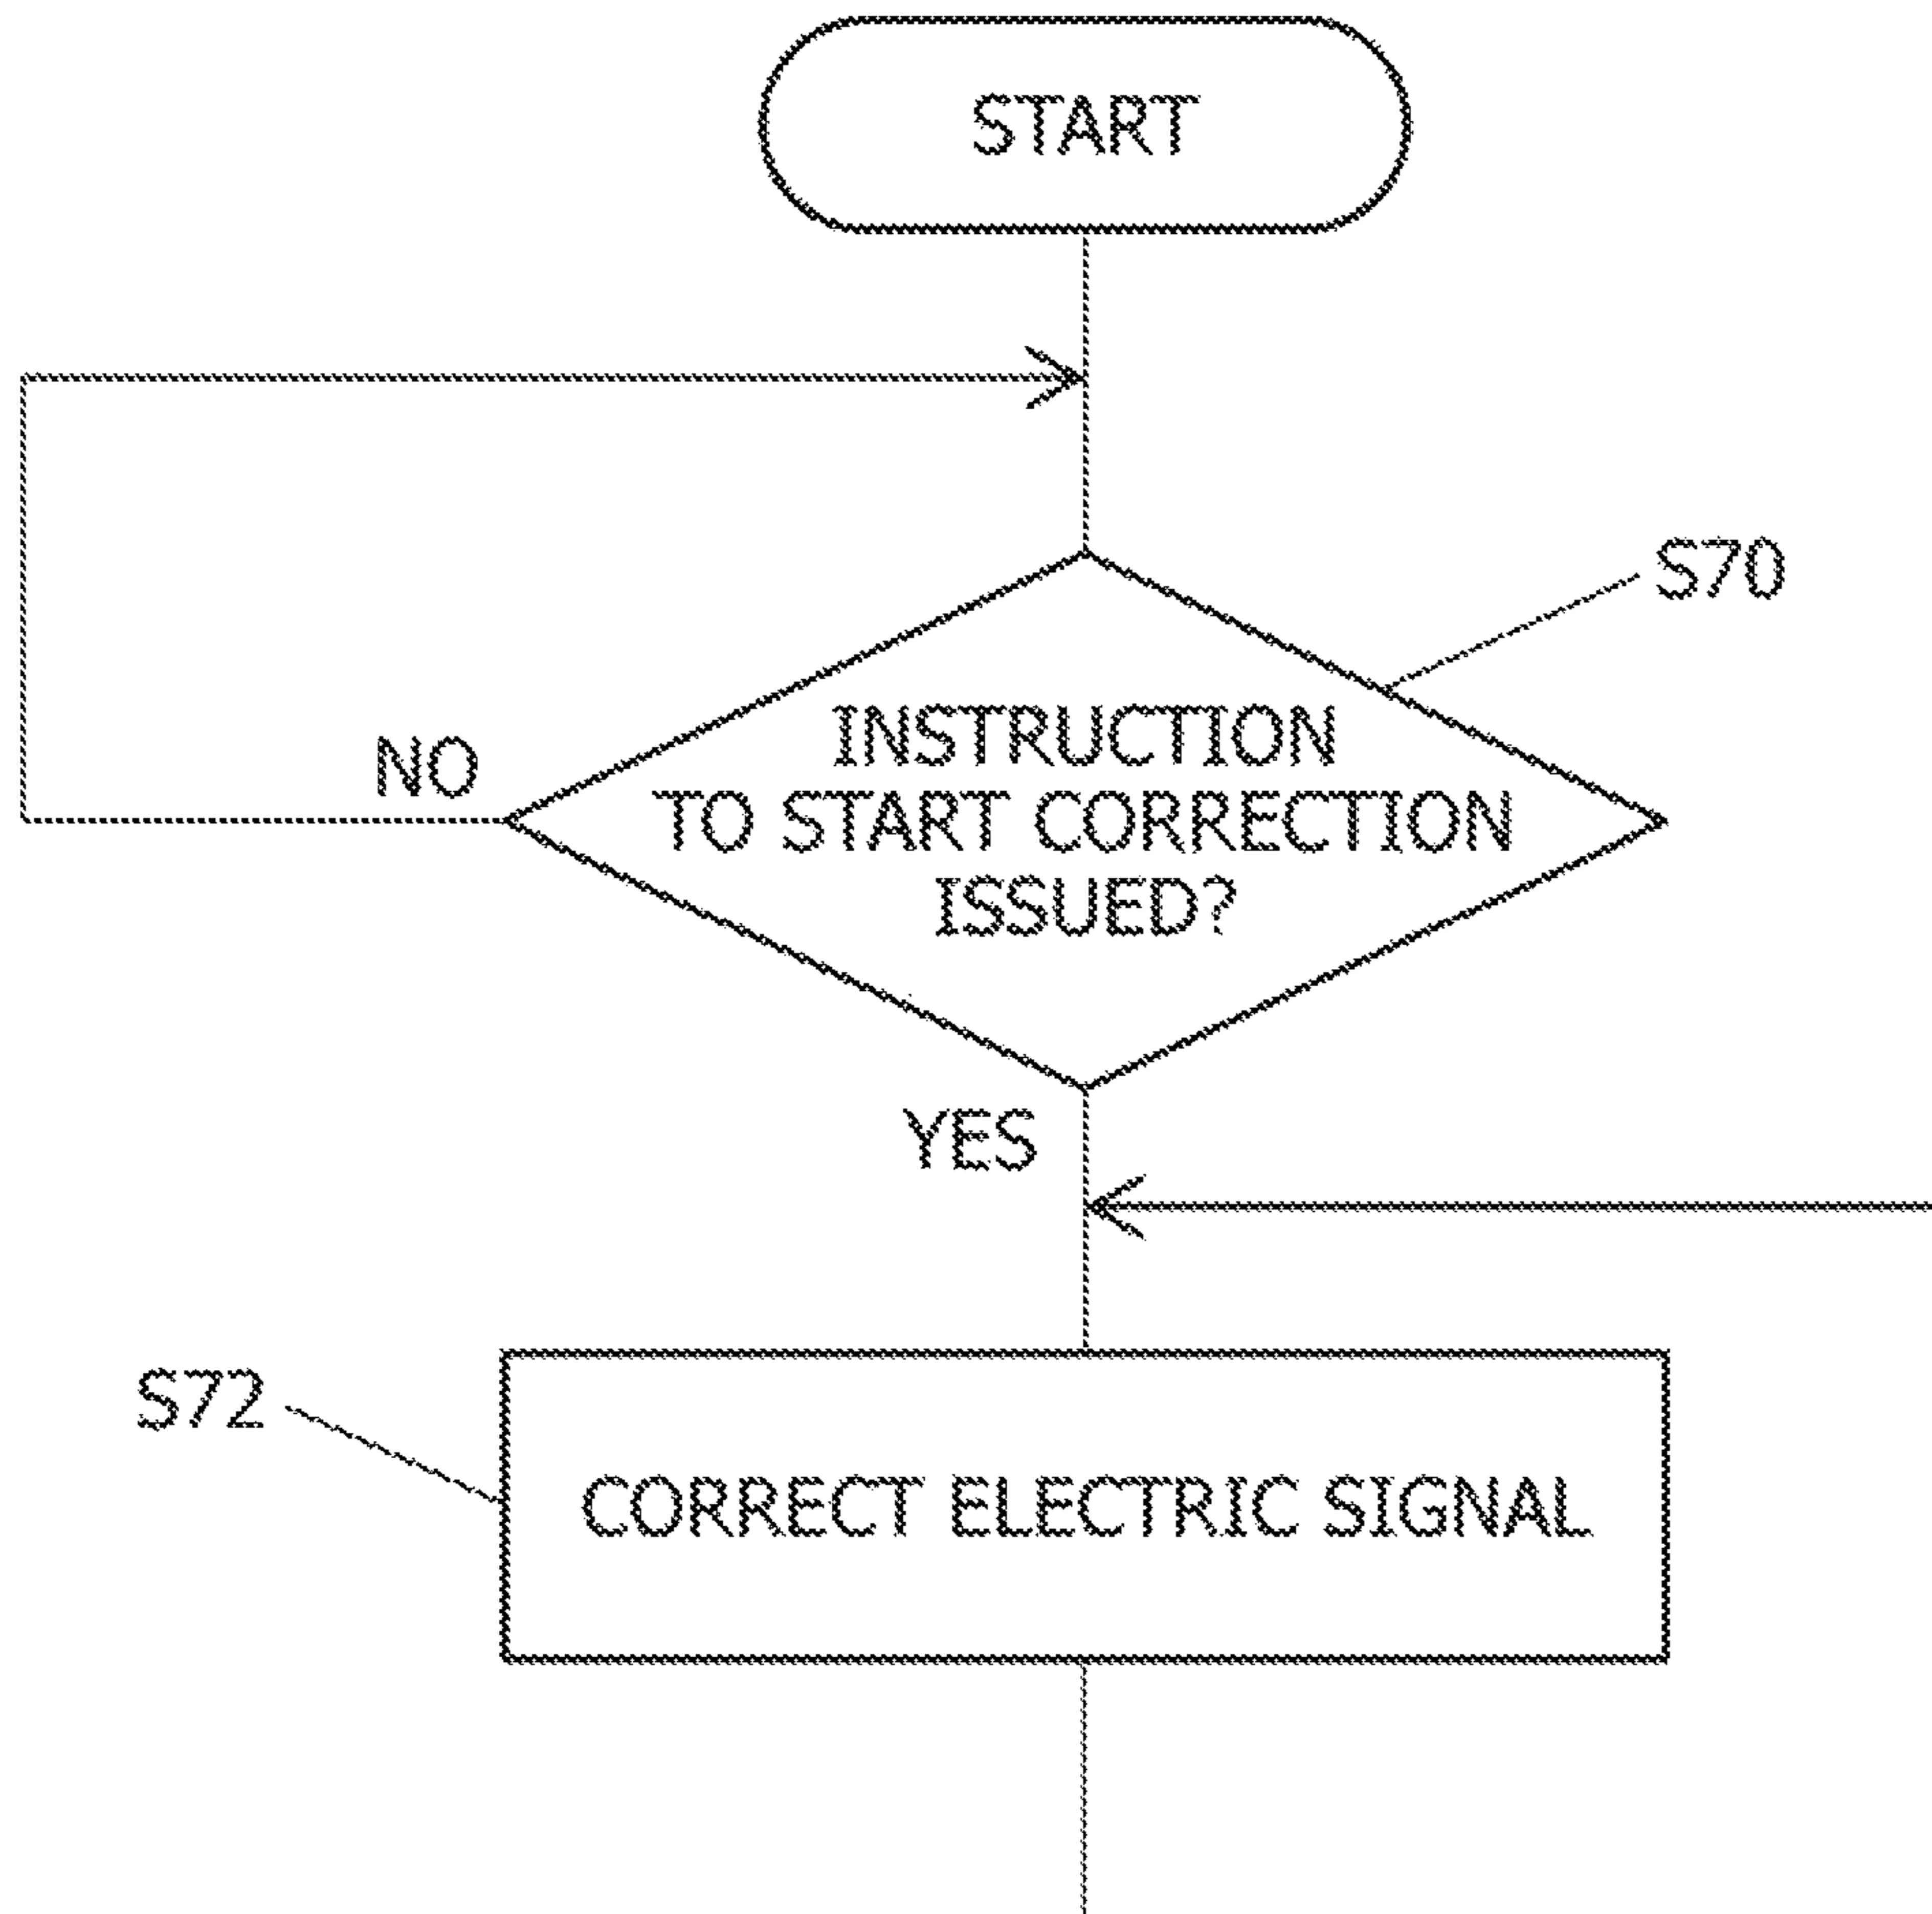 START
S70
NO
INSTRUCTION
TO START CORRECTION
ISSUED?
YES
S72
CORRECT ELECTRIC SIGNAL